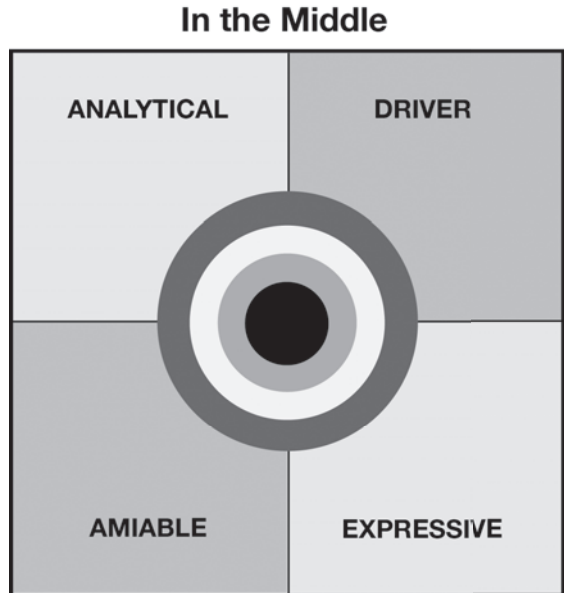 In the Middle
ANALYTICAL
DRIVER
AMIABLE
EXPRESSIVE